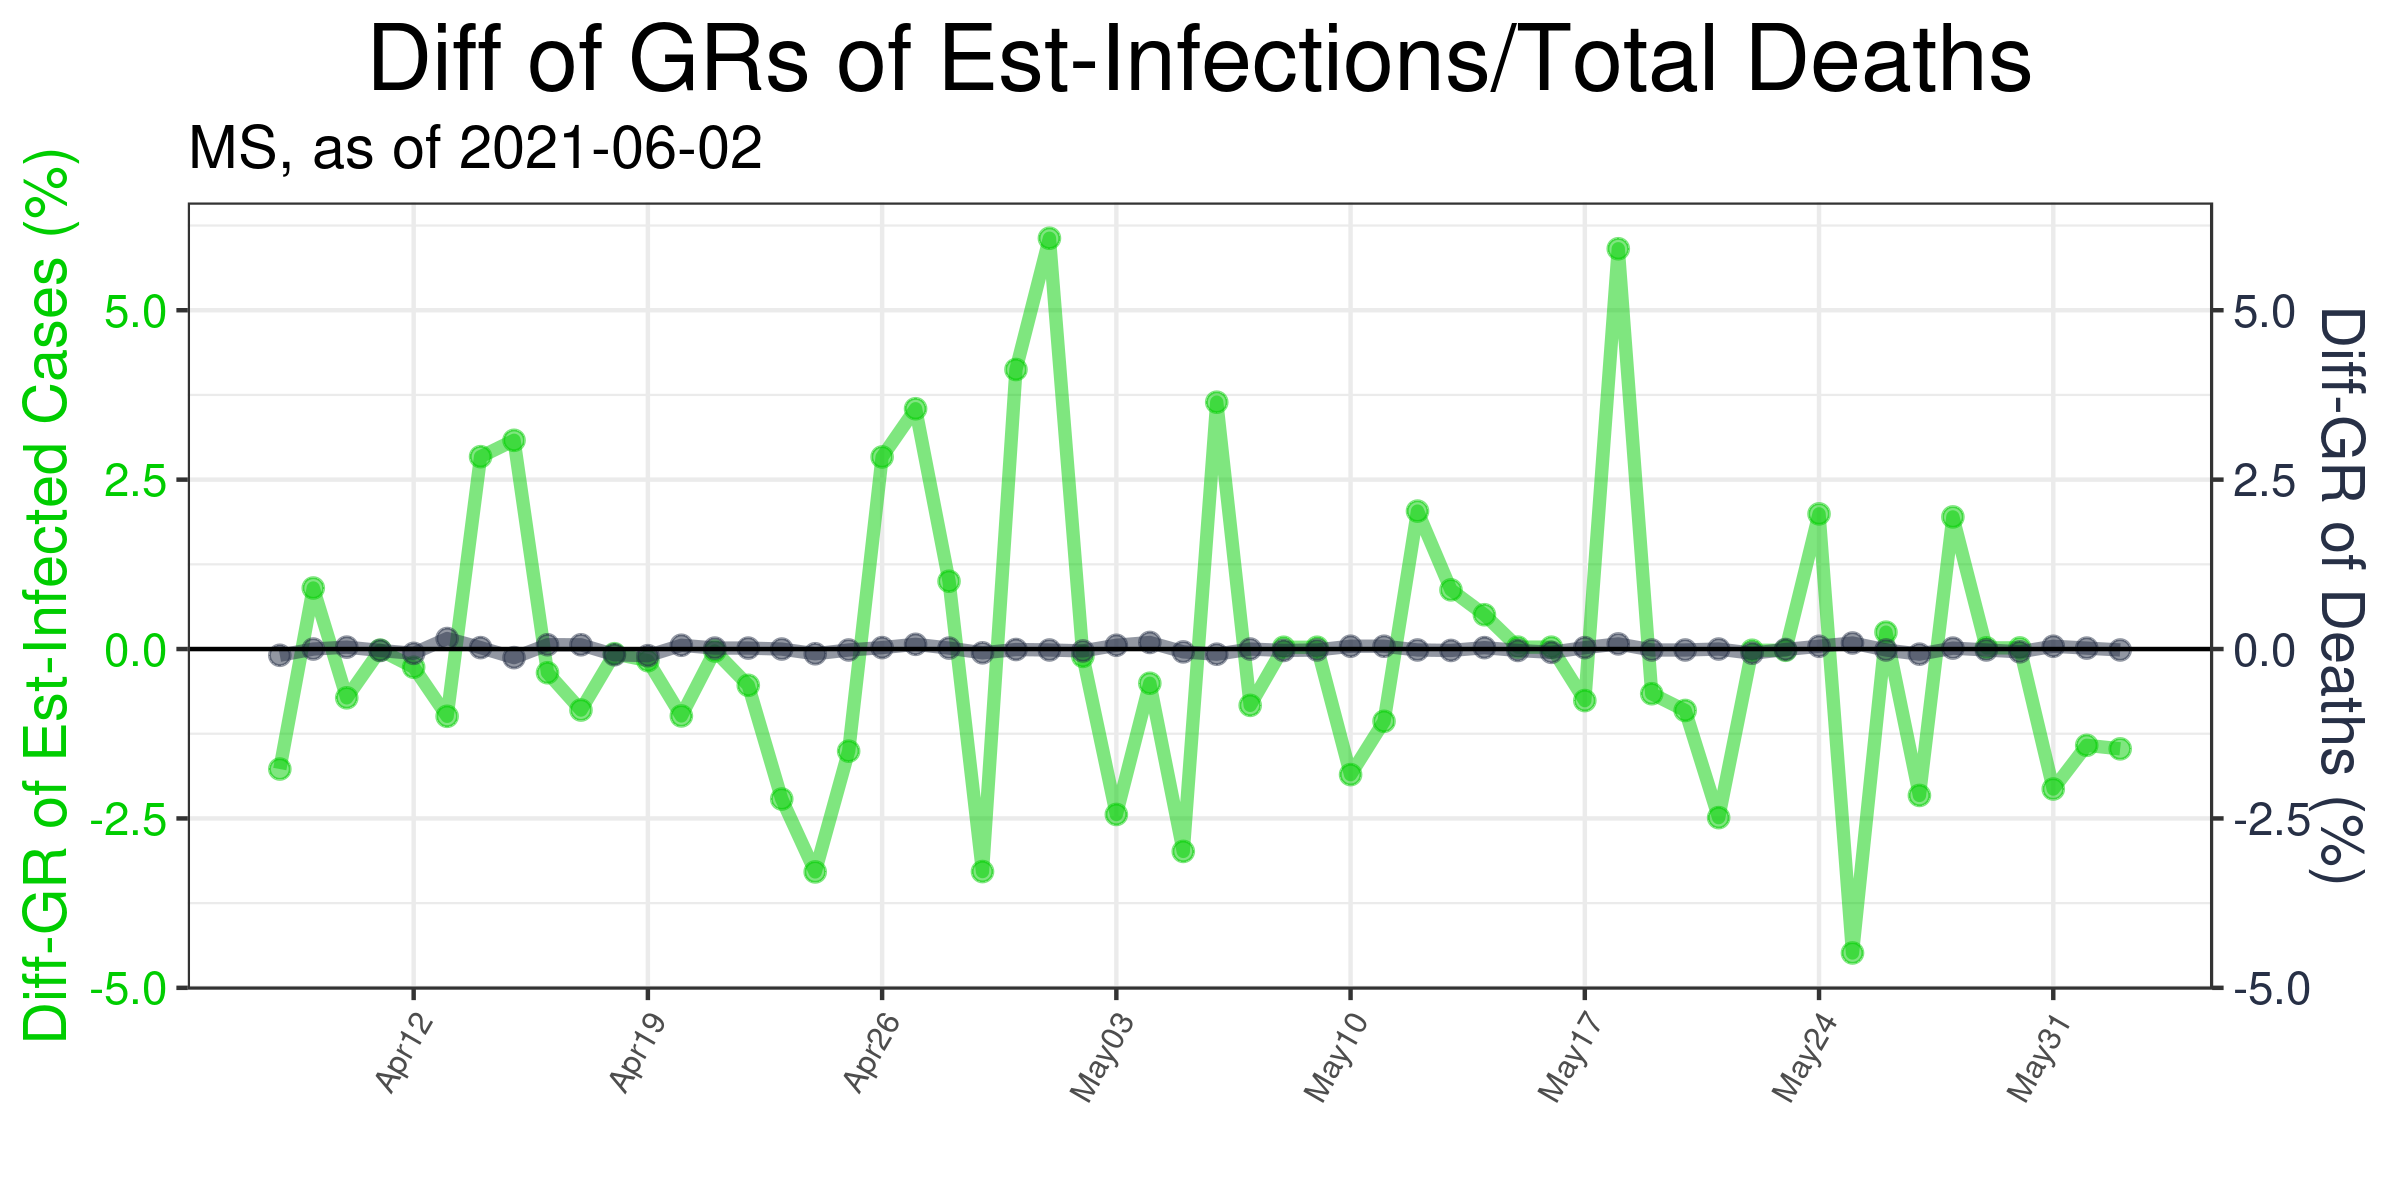 Diff of GRs of Est-Infections/Total Deaths
MS, as of 2021-06-02
Diff-GR of Est-Infected Cases (%)
5.0
2.5
0.0
-2.5
-5.0
5.0
2.5
0.0
-2.5
-5.0
Diff-GR of Deaths (%)
Apr12
Apr19
Apr26
May03
May10
May17
May24
May31